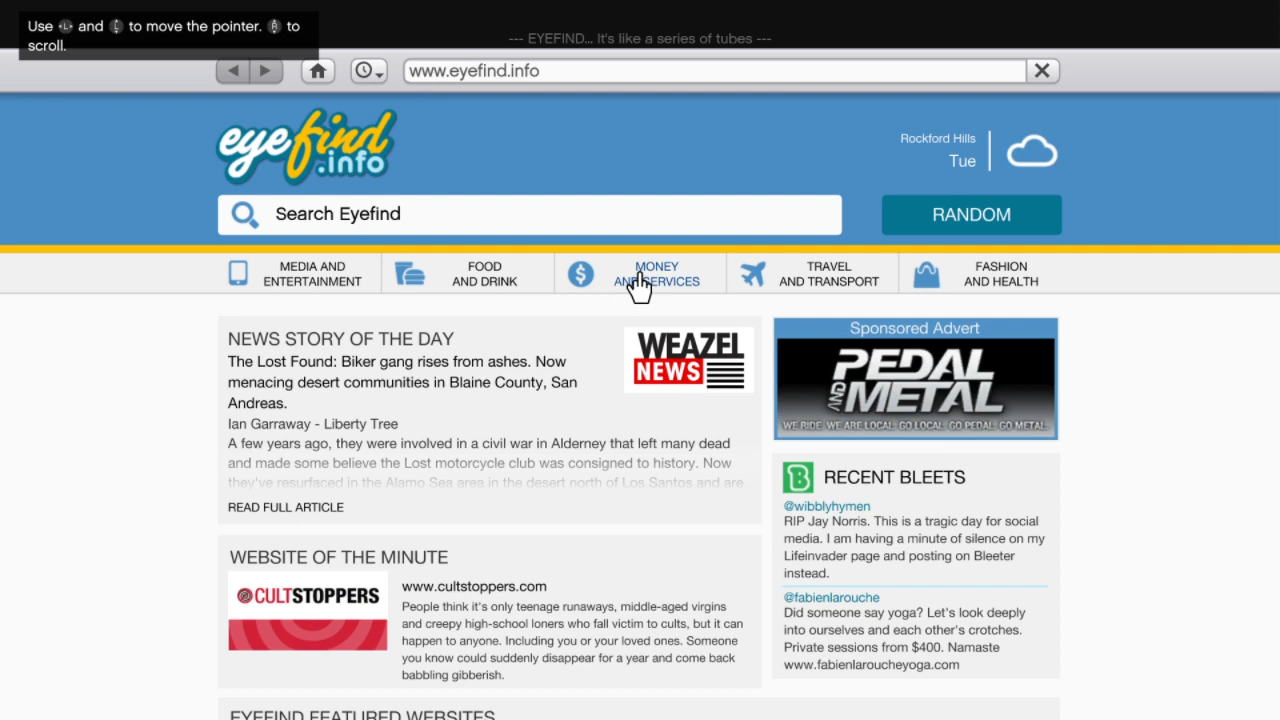 Use L and L to move the pointer. R to
scroll.
--- EYEFIND... It's like a series of tubes ---
www.eyefind.info
eyefind
.info
Rockford Hills
Tue
Search Eyefind
RANDOM
MEDIA AND
ENTERTAINMENT
FOOD
AND DRINK
MONEY
AND SERVICES
TRAVEL
AND TRANSPORT
FASHION
AND HEALTH
NEWS STORY OF THE DAY
WEAZEL
NEWS
The Lost Found: Biker gang rises from ashes. Now
menacing desert communities in Blaine County, San
Andreas.
Ian Garraway - Liberty Tree
A few years ago, they were involved in a civil war in Alderney that left many dead
and made some believe the Lost motorcycle club was consigned to history. Now
they've resurfaced in the Alamo Sea area in the desert north of Los Santos and are
READ FULL ARTICLE
WEBSITE OF THE MINUTE
CULTSTOPPERS
www.cultstoppers.com
People think it's only teenage runaways, middle-aged virgins
and creepy high-school loners who fall victim to cults, but it can
happen to anyone. Including you or your loved ones. Someone
you know could suddenly disappear for a year and come back
babbling gibberish.
EYEFIND FEATURED WEBSITES
Sponsored Advert
PEDAL
AND METAL
WE RIDE WE ARE LOCAL GO LOCAL GO PEDAL GO METAL
B RECENT BLEETS
@wibblyhymen
RIP Jay Norris. This is a tragic day for social
media. I am having a minute of silence on my
Lifeinvader page and posting on Bleeter
instead.
@fabienlarouche
Did someone say yoga? Let's look deeply
into ourselves and each other's crotches.
Private sessions from $400. Namaste
www.fabienlaroucheyoga.com